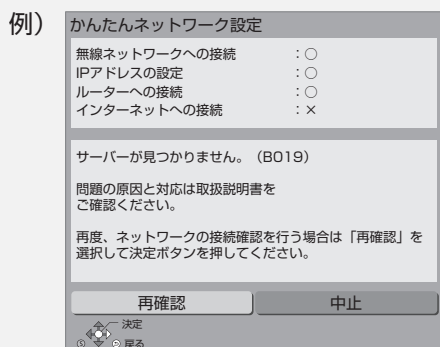 例）
かんたんネットワーク設定
無線ネットワークへの接続 ：○
IPアドレスの設定 ：○
ルーターへの接続 ：○
インターネットへの接続 ：×
サーバーが見つかりません。（B019）
問題の原因と対応は取扱説明書を
ご確認ください。
再度、ネットワークの接続確認を行う場合は「再確認」を
選択して決定ボタンを押してください。
再確認 中止
決定
S 戻る